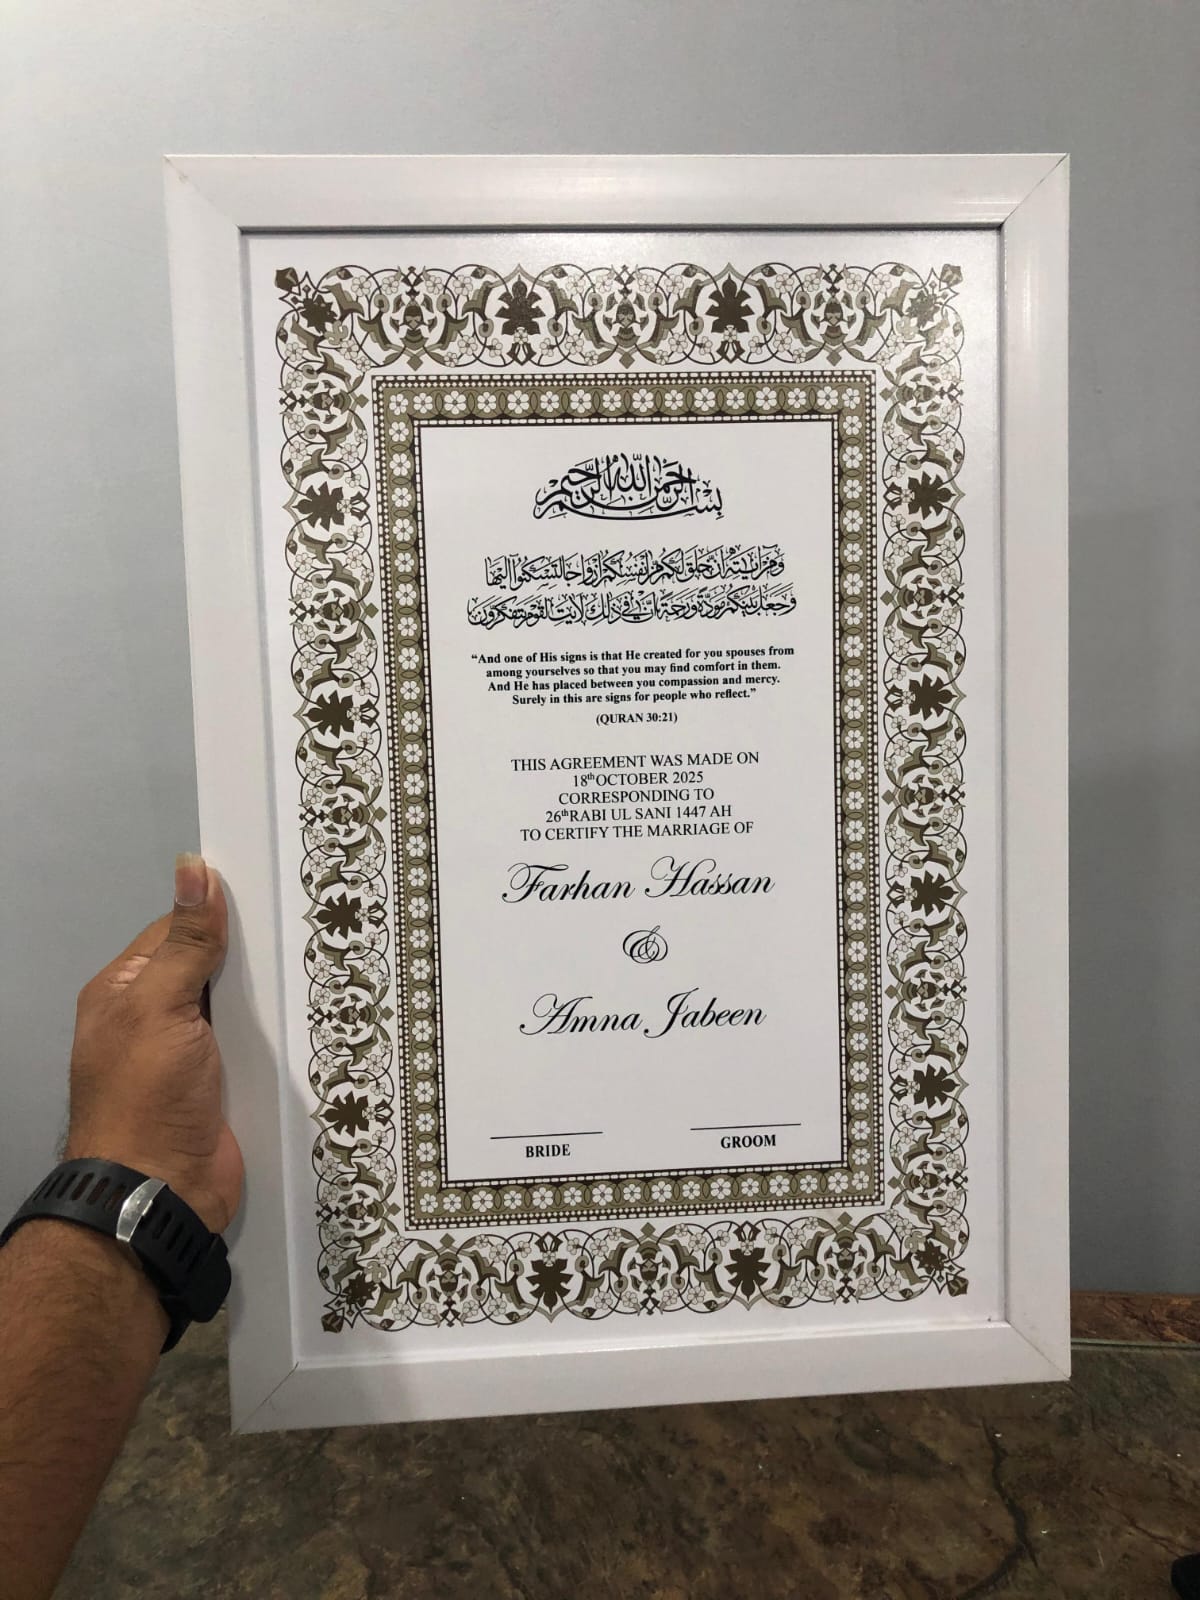 بسم الله الرحمن الرحيم
ومن آيته أن خلق لكم من أنفسكم أزواجا لتسكنوا إليها
وجعل بينكم مودة ورحمة إن في ذلك لآيت لقوم يتفكرون
“And one of His signs is that He created for you spouses from
among yourselves so that you may find comfort in them.
And He has placed between you compassion and mercy.
Surely in this are signs for people who reflect.”
(QURAN 30:21)
THIS AGREEMENT WAS MADE ON
18th OCTOBER 2025
CORRESPONDING TO
26th RABI UL SANI 1447 AH
TO CERTIFY THE MARRIAGE OF
Farhan Hassan
&
Amna Jabeen
BRIDE GROOM